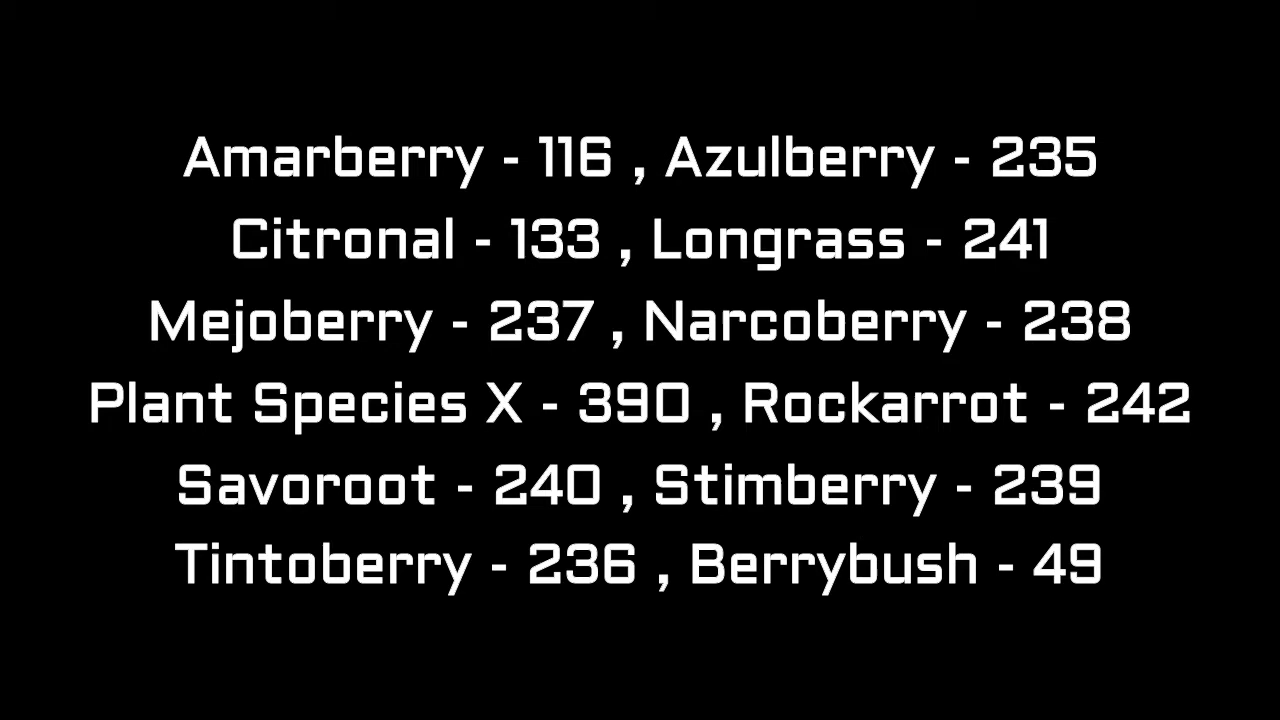 Amarberry - 116 , Azulberry - 235
Citronal - 133 , Longrass - 241
Mejoberry - 237 , Narcoberry - 238
Plant Species X - 390 , Rockarrot - 242
Savoroot - 240 , Stimberry - 239
Tintoberry - 236 , Berrybush - 49